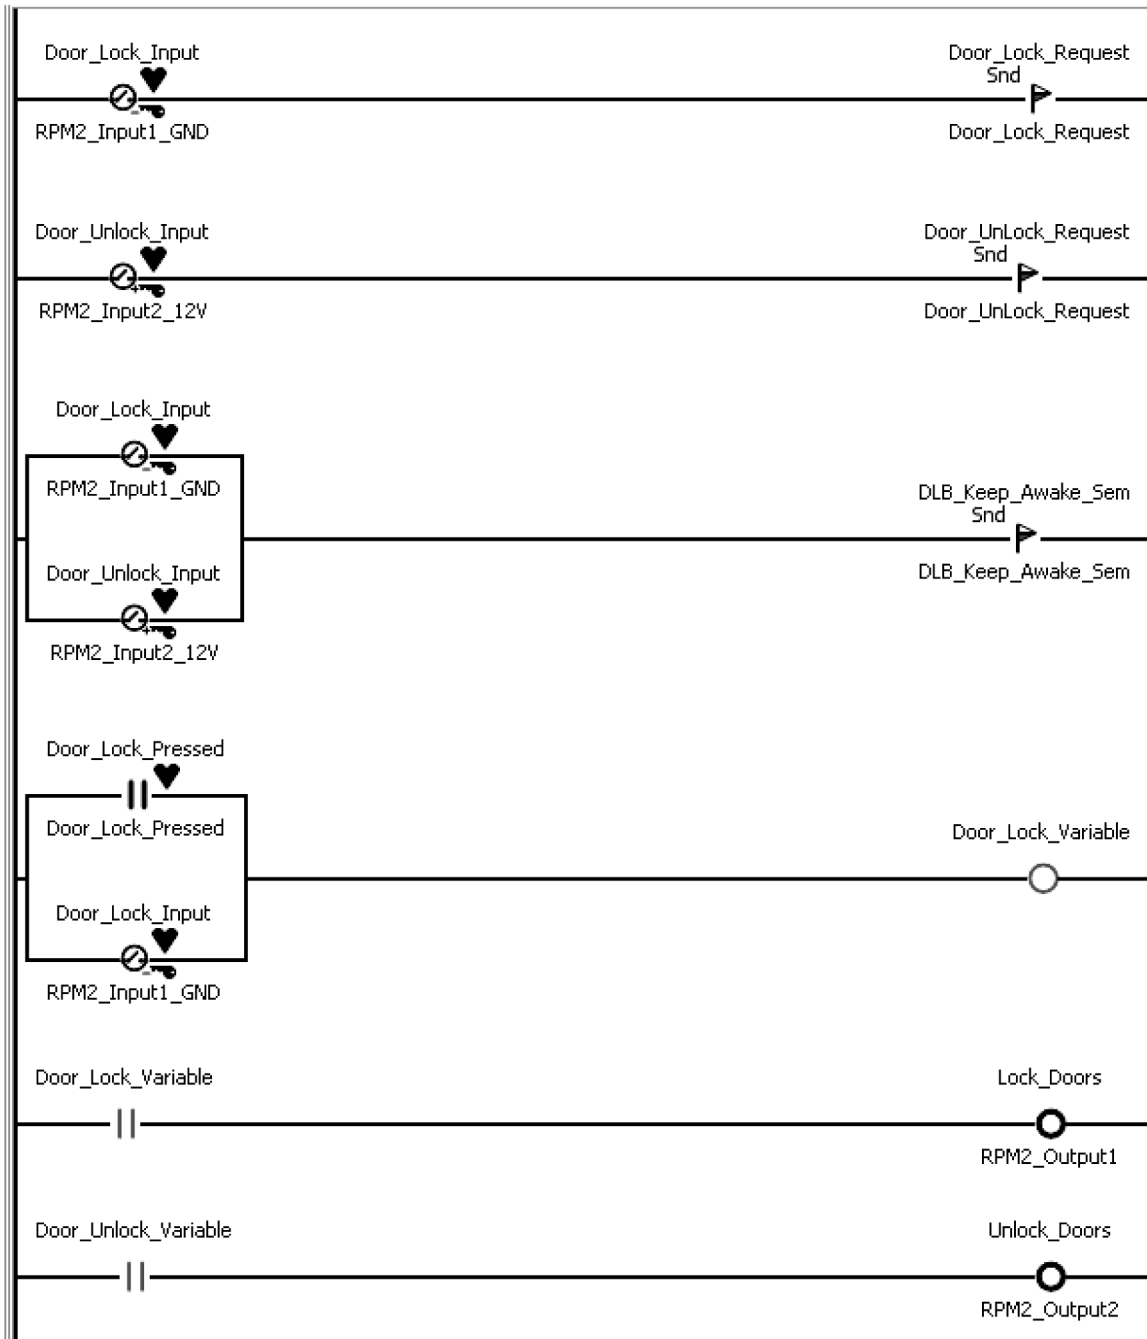 Door_Lock_Input
Door_Lock_Request
Snd
RPM2_Input1_GND
Door_Lock_Request
Door_Unlock_Input
Door_UnLock_Request
Snd
RPM2_Input2_12V
Door_UnLock_Request
Door_Lock_Input
RPM2_Input1_GND
DLB_Keep_Awake_Sem
Snd
Door_Unlock_Input
DLB_Keep_Awake_Sem
RPM2_Input2_12V
Door_Lock_Pressed
Door_Lock_Pressed
Door_Lock_Variable
Door_Lock_Input
RPM2_Input1_GND
Door_Lock_Variable
Lock_Doors
RPM2_Output1
Door_Unlock_Variable
Unlock_Doors
RPM2_Output2